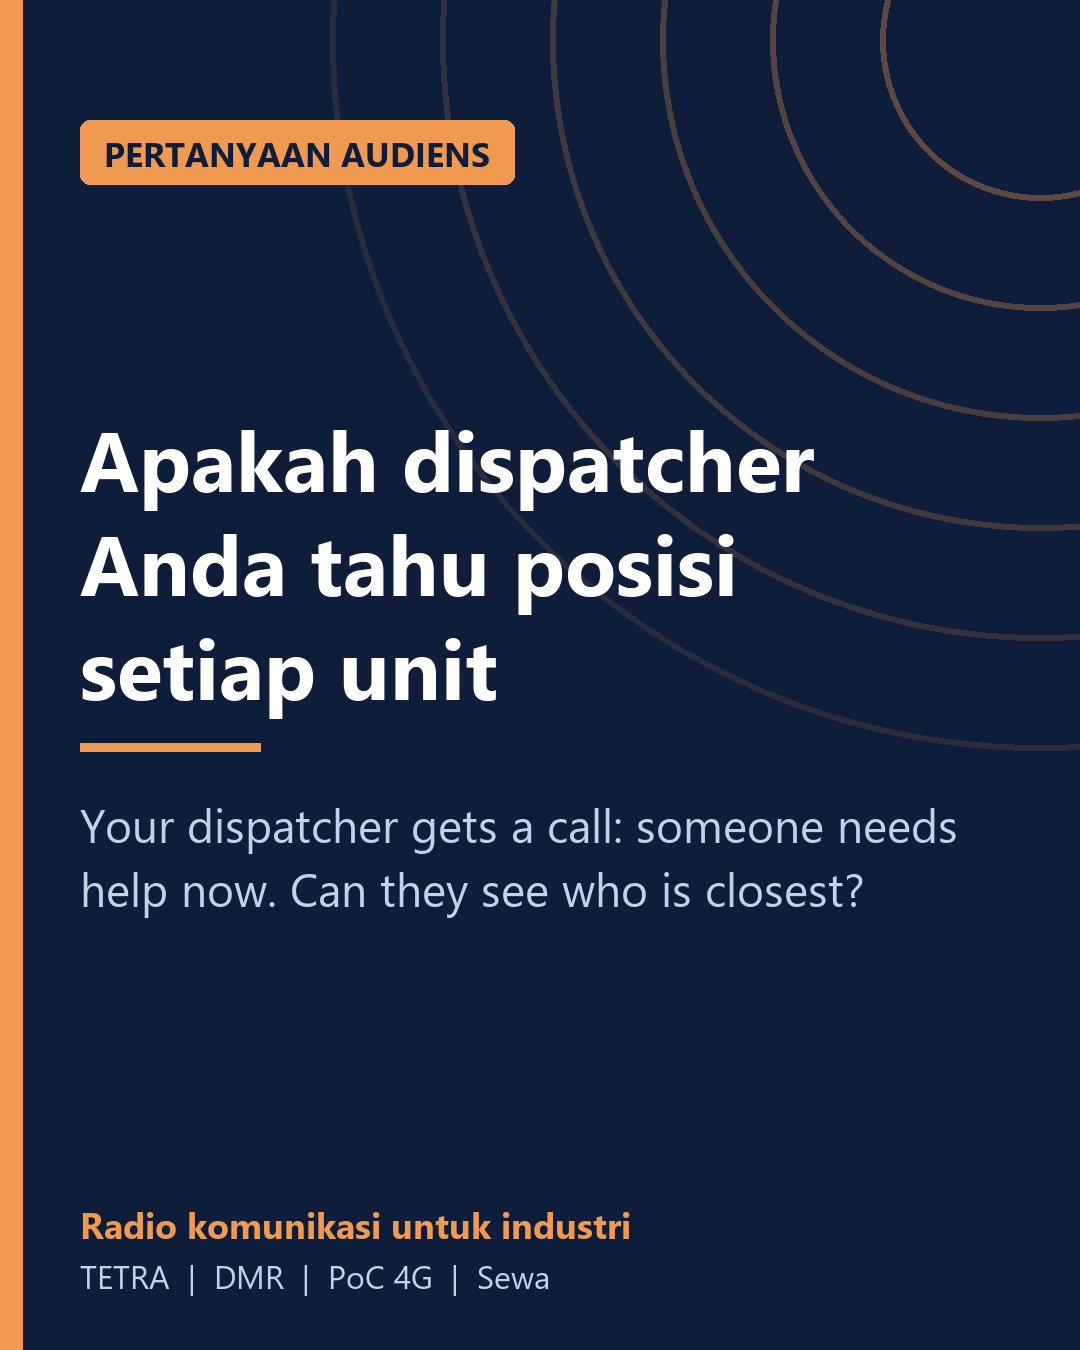 PERTANYAAN AUDIENS
Apakah dispatcher
Anda tahu posisi
setiap unit
Your dispatcher gets a call: someone needs
help now. Can they see who is closest?
Radio komunikasi untuk industri
TETRA | DMR | PoC 4G | Sewa